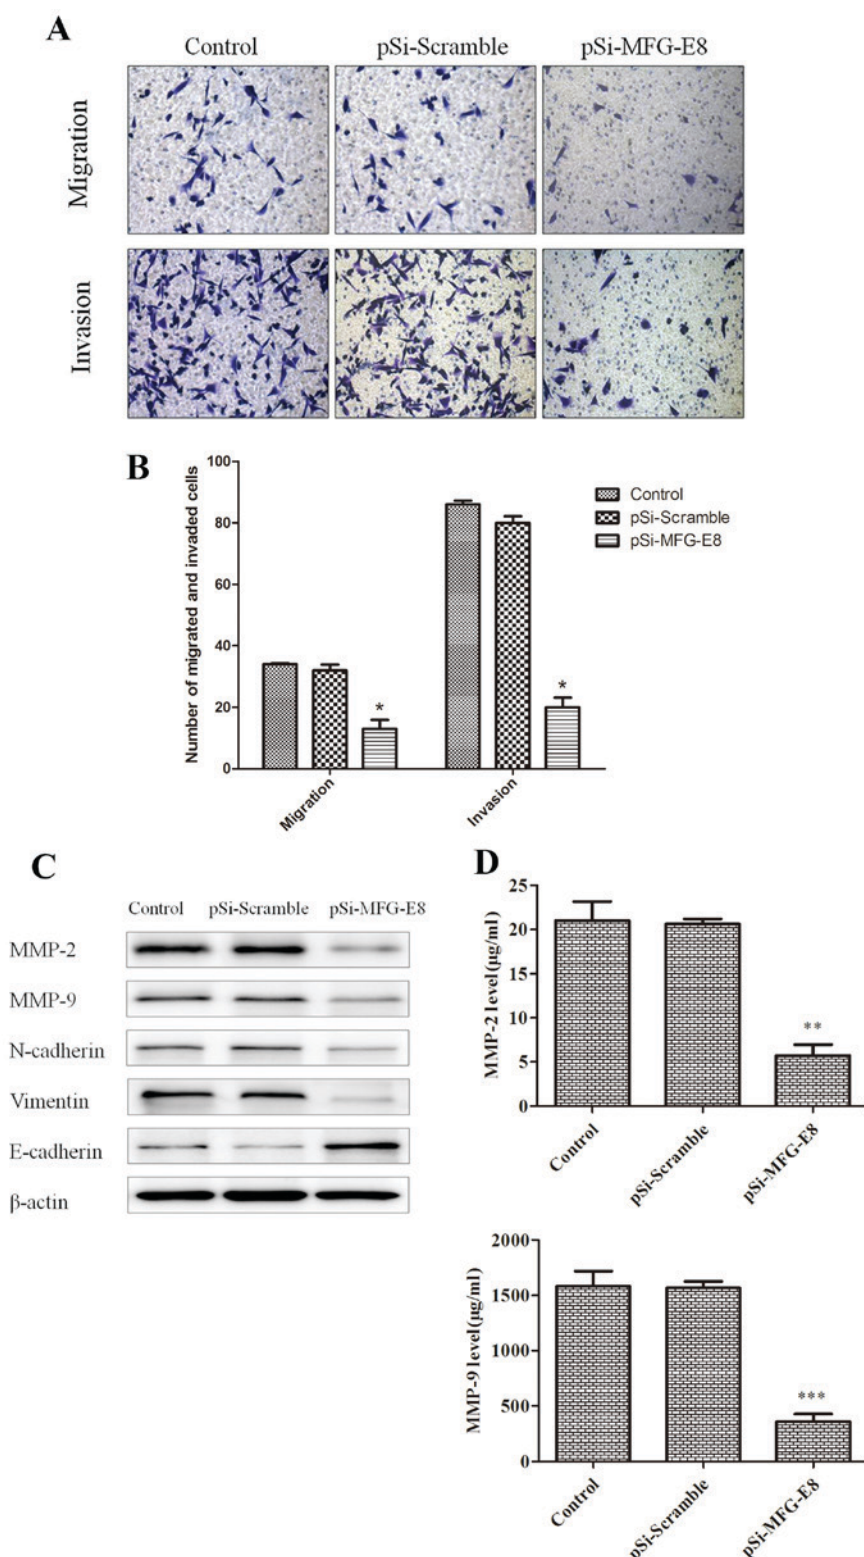 A
Control pSi-Scramble pSi-MFG-E8
Migration
Invasion
B
Number of migrated and invaded cells
100
80
60
40
20
0
Control
pSi-Scramble
pSi-MFG-E8
*
*
Migration
Invasion
C
Control pSi-Scramble pSi-MFG-E8
MMP-2
MMP-9
N-cadherin
Vimentin
E-cadherin
β-actin
D
MMP-2 level(μg/ml)
25
20
15
10
5
0
**
Control
pSi-Scramble
pSi-MFG-E8
MMP-9 level(μg/ml)
2000
1500
1000
500
0
***
Control
pSi-Scramble
pSi-MFG-E8